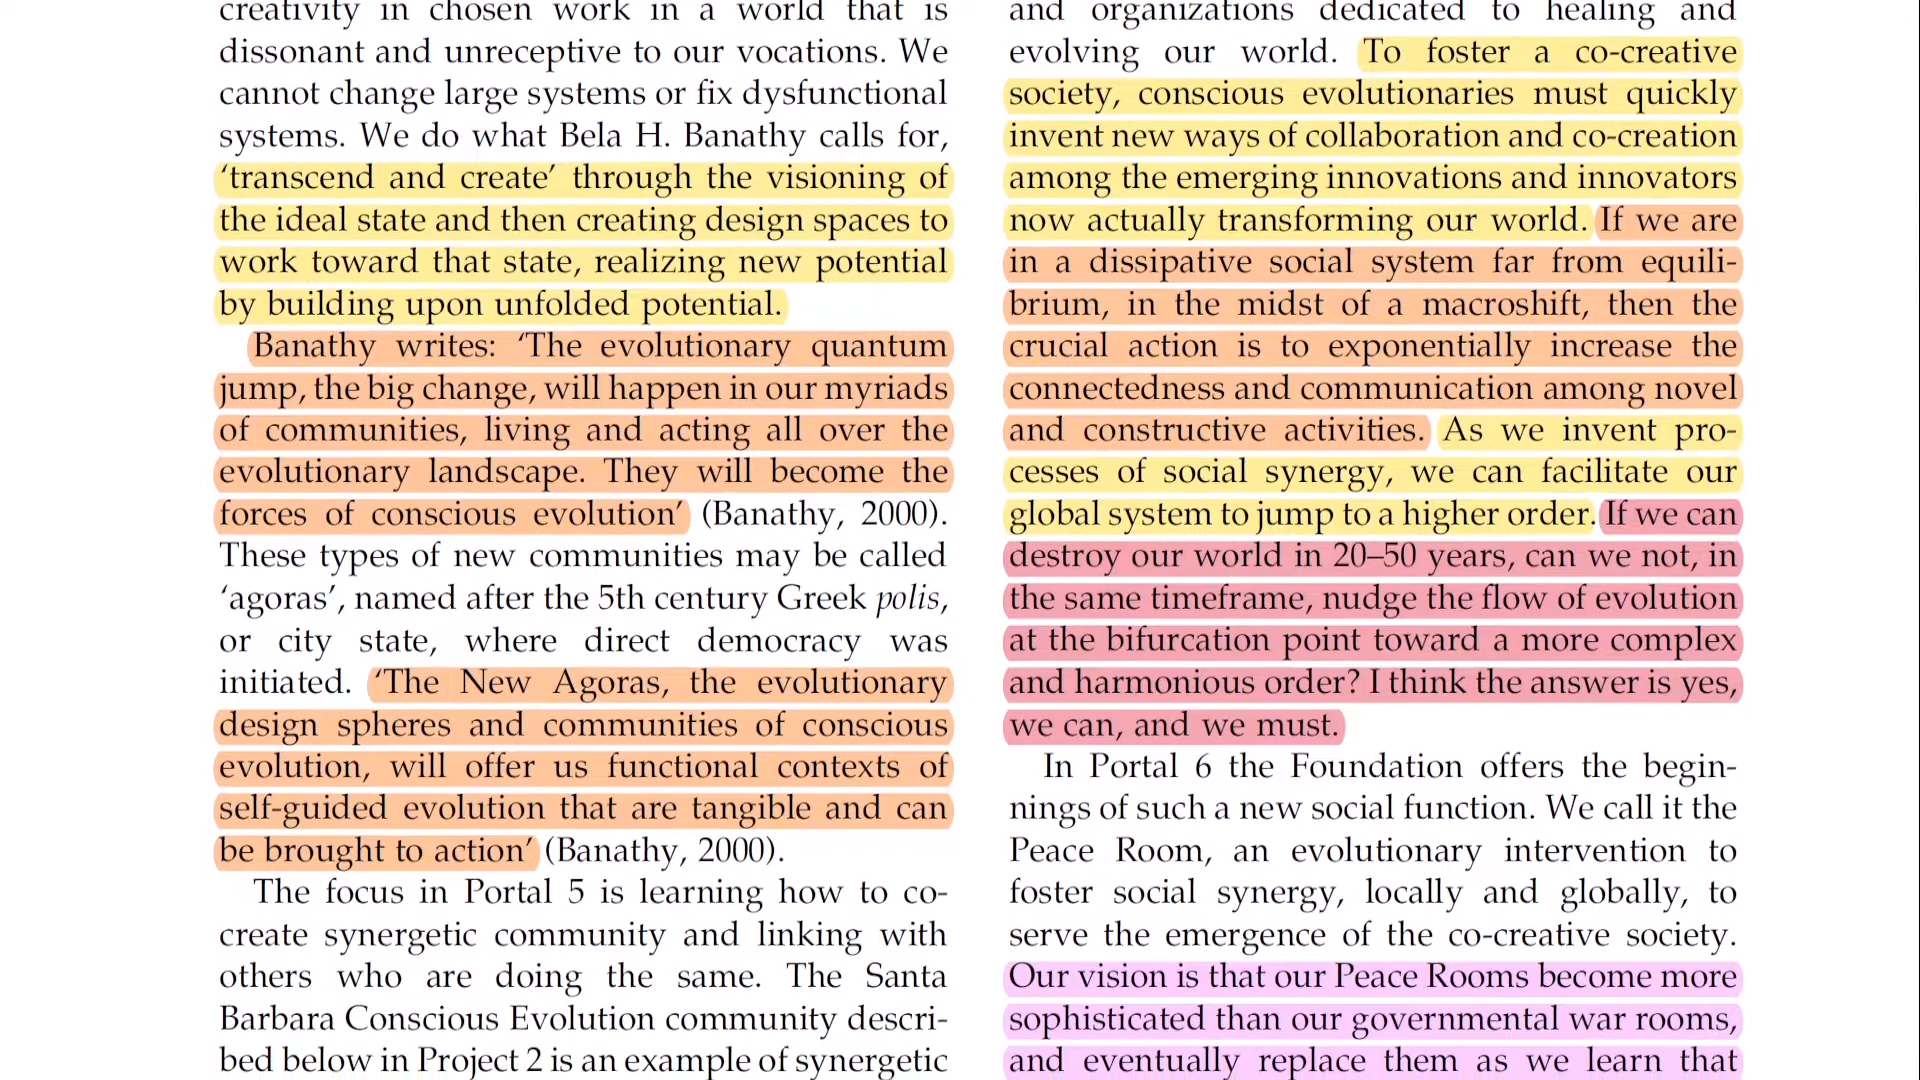 creativity in chosen work in a world that is
dissonant and unreceptive to our vocations. We
cannot change large systems or fix dysfunctional
systems. We do what Bela H. Banathy calls for,
‘transcend and create’ through the visioning of
the ideal state and then creating design spaces to
work toward that state, realizing new potential
by building upon unfolded potential.
Banathy writes: ‘The evolutionary quantum
jump, the big change, will happen in our myriads
of communities, living and acting all over the
evolutionary landscape. They will become the
forces of conscious evolution’ (Banathy, 2000).
These types of new communities may be called
‘agoras’, named after the 5th century Greek polis,
or city state, where direct democracy was
initiated. ‘The New Agoras, the evolutionary
design spheres and communities of conscious
evolution, will offer us functional contexts of
self-guided evolution that are tangible and can
be brought to action’ (Banathy, 2000).
The focus in Portal 5 is learning how to co-
create synergetic community and linking with
others who are doing the same. The Santa
Barbara Conscious Evolution community descri-
bed below in Project 2 is an example of synergetic
and organizations dedicated to healing and
evolving our world. To foster a co-creative
society, conscious evolutionaries must quickly
invent new ways of collaboration and co-creation
among the emerging innovations and innovators
now actually transforming our world. If we are
in a dissipative social system far from equili-
brium, in the midst of a macroshift, then the
crucial action is to exponentially increase the
connectedness and communication among novel
and constructive activities. As we invent pro-
cesses of social synergy, we can facilitate our
global system to jump to a higher order. If we can
destroy our world in 20–50 years, can we not, in
the same timeframe, nudge the flow of evolution
at the bifurcation point toward a more complex
and harmonious order? I think the answer is yes,
we can, and we must.
In Portal 6 the Foundation offers the begin-
nings of such a new social function. We call it the
Peace Room, an evolutionary intervention to
foster social synergy, locally and globally, to
serve the emergence of the co-creative society.
Our vision is that our Peace Rooms become more
sophisticated than our governmental war rooms,
and eventually replace them as we learn that